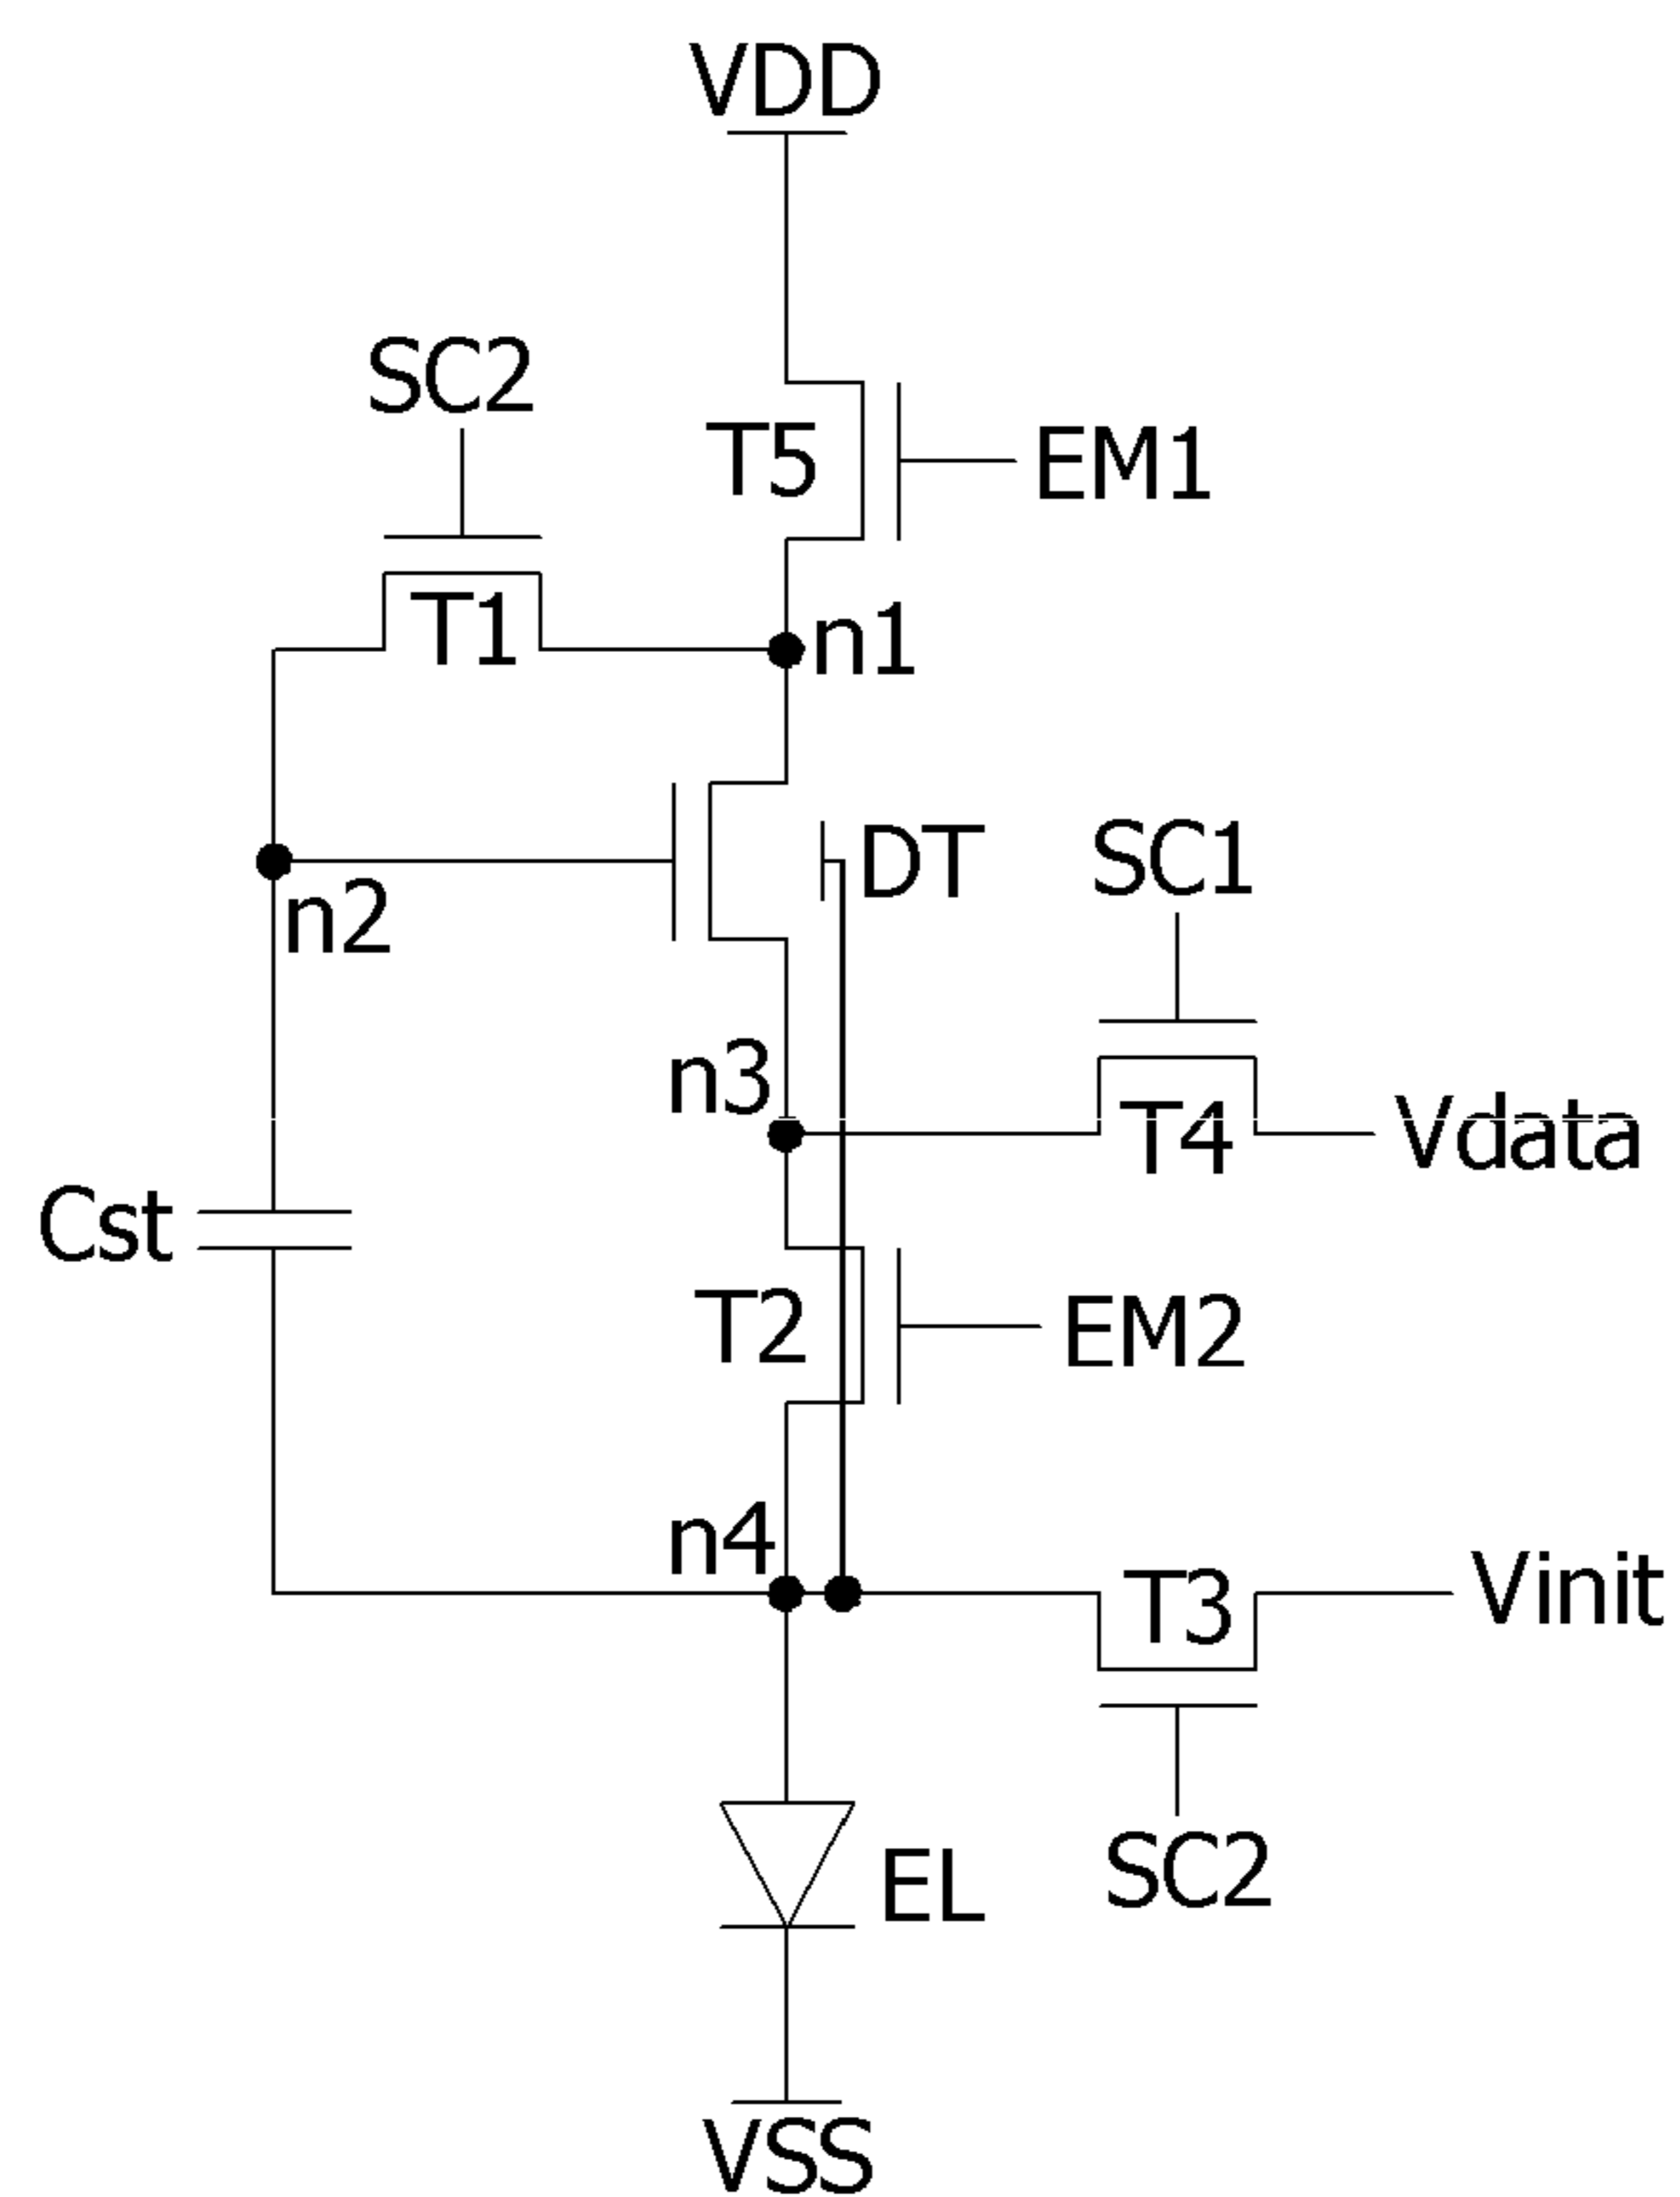 VDD
SC2
T5
EM1
T1
n1
DT
SC1
n2
n3
T4
Vdata
Cst
T2
EM2
n4
T3
Vinit
EL
SC2
VSS